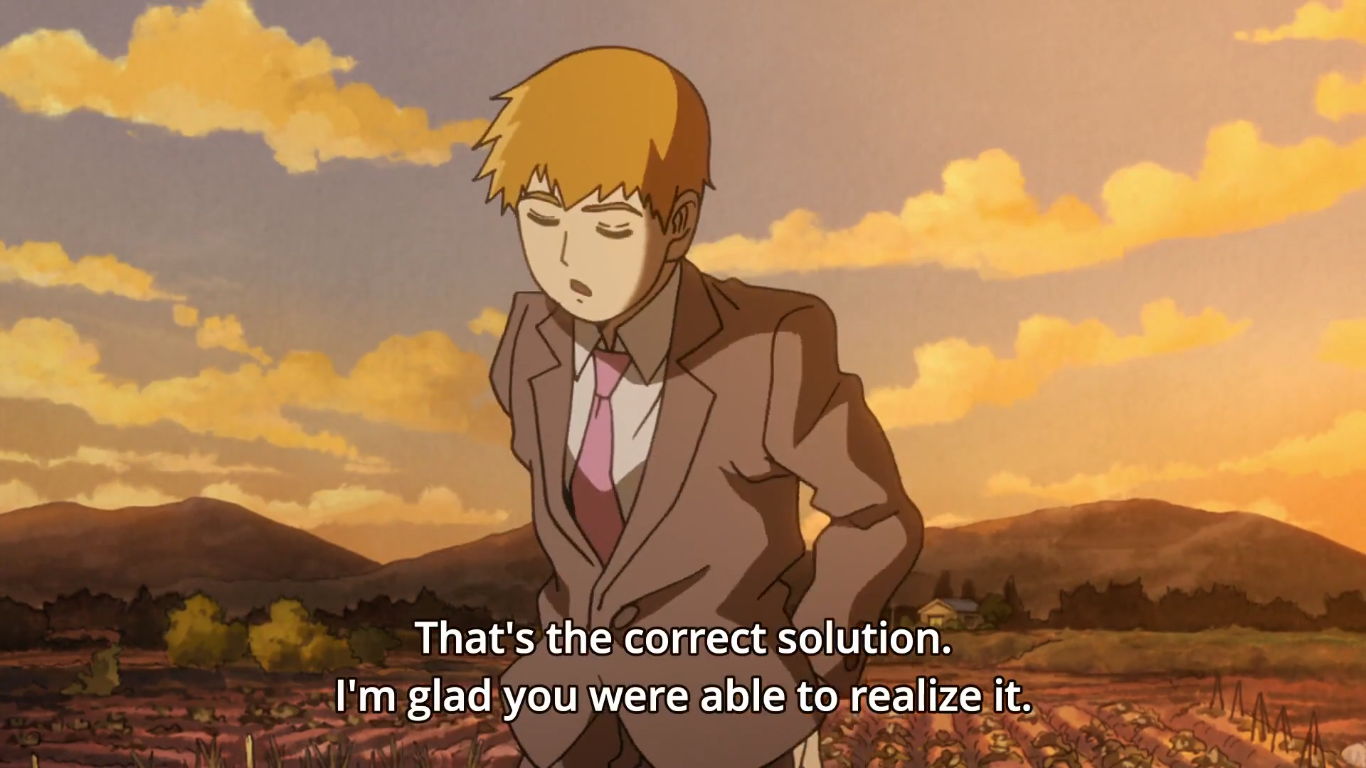 That's the correct solution.
I'm glad you were able to realize it.